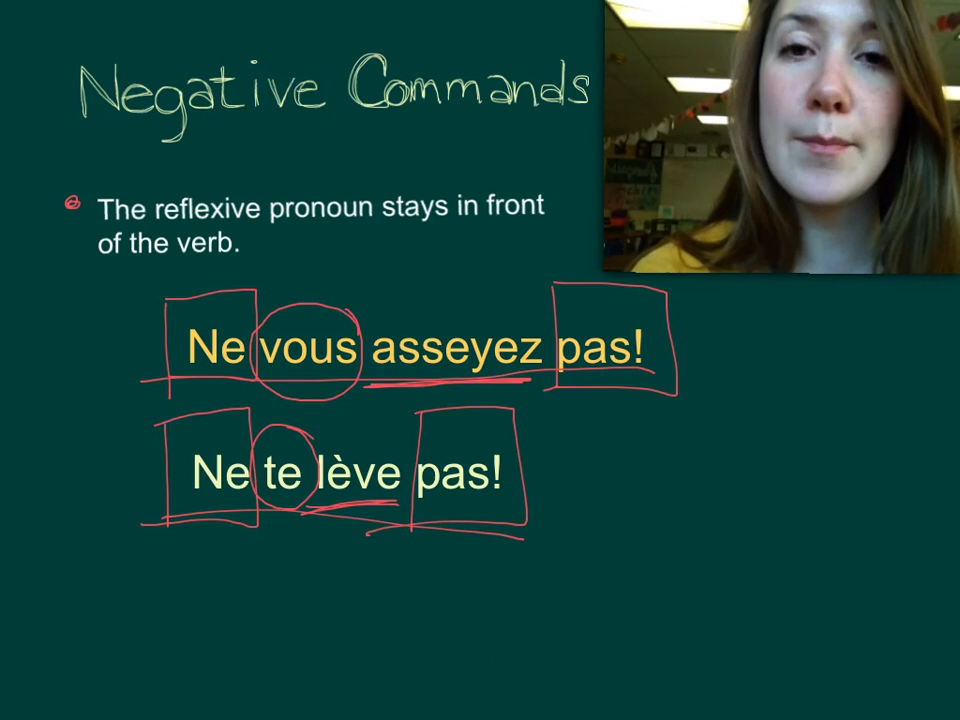 Negative Commands
The reflexive pronoun stays in front
of the verb.
Ne vous asseyez pas!
Ne te lève pas!